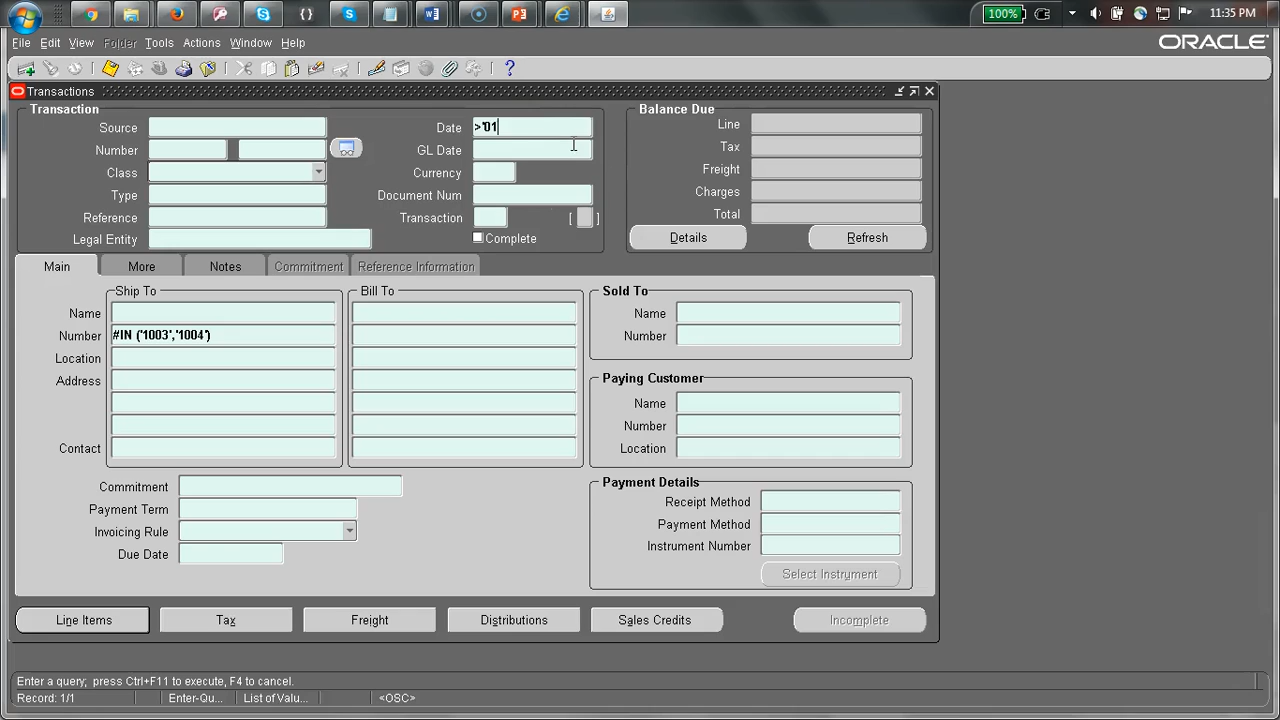 100%
11:35 PM
File Edit View Folder Tools Actions Window Help
ORACLE
Transactions
Transaction
Source
Number
Class
Type
Reference
Legal Entity
Date >'01
GL Date
Currency
Document Num
Transaction [ ]
Complete
Balance Due
Line
Tax
Freight
Charges
Total
Details Refresh
Main More Notes Commitment Reference Information
Ship To
Name
Number #IN ('1003','1004')
Location
Address
Contact
Bill To
Sold To
Name
Number
Paying Customer
Name
Number
Location
Commitment
Payment Term
Invoicing Rule
Due Date
Payment Details
Receipt Method
Payment Method
Instrument Number
Select Instrument
Line Items Tax Freight Distributions Sales Credits Incomplete
Enter a query; press Ctrl+F11 to execute, F4 to cancel.
Record: 1/1 Enter-Qu... List of Valu... <OSC>